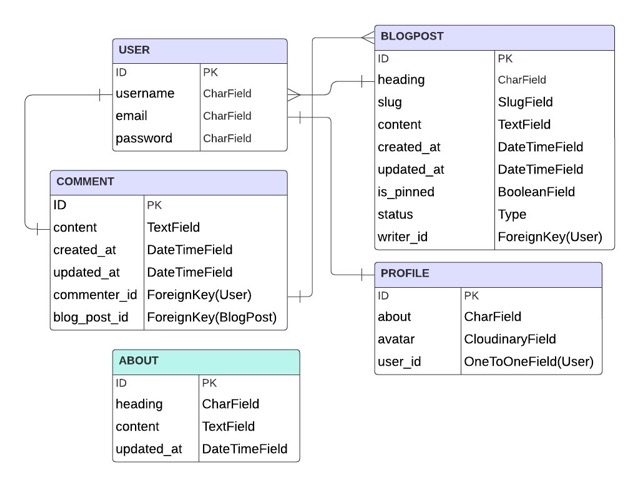 USER
ID PK
username CharField
email CharField
password CharField
BLOGPOST
ID PK
heading CharField
slug SlugField
content TextField
created_at DateTimeField
updated_at DateTimeField
is_pinned BooleanField
status Type
writer_id ForeignKey(User)
COMMENT
ID PK
content TextField
created_at DateTimeField
updated_at DateTimeField
commenter_id ForeignKey(User)
blog_post_id ForeignKey(BlogPost)
PROFILE
ID PK
about CharField
avatar CloudinaryField
user_id OneToOneField(User)
ABOUT
ID PK
heading CharField
content TextField
updated_at DateTimeField